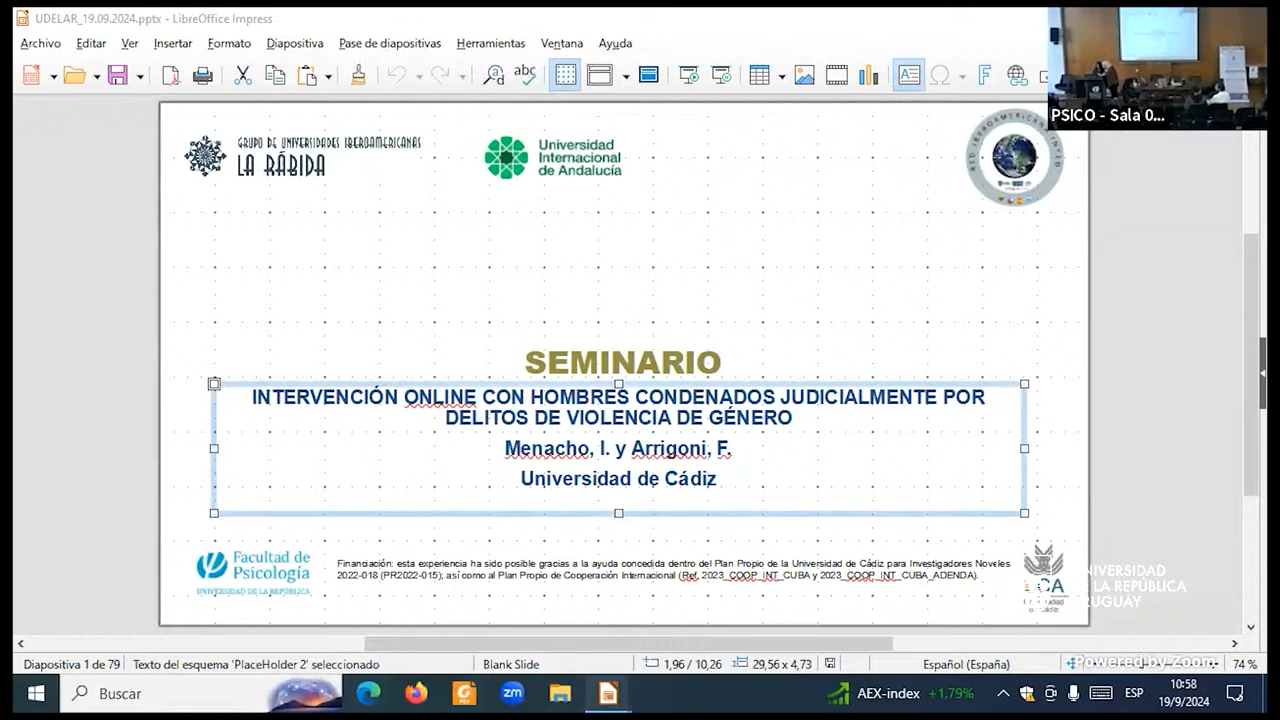 UDELAR_19.09.2024.pptx - LibreOffice Impress
Archivo Editar Ver Insertar Formato Diapositiva Pase de diapositivas Herramientas Ventana Ayuda
PSICO - Sala 0...
GRUPO DE UNIVERSIDADES IBEROAMERICANAS
LA RÁBIDA
Universidad
Internacional
de Andalucía
SEMINARIO
INTERVENCIÓN ONLINE CON HOMBRES CONDENADOS JUDICIALMENTE POR
DELITOS DE VIOLENCIA DE GÉNERO
Menacho, I. y Arrigoni, F.
Universidad de Cádiz
Facultad de
Psicología
UNIVERSIDAD DE LA REPÚBLICA
Financiación: esta experiencia ha sido posible gracias a la ayuda concedida dentro del Plan Propio de la Universidad de Cádiz para Investigadores Noveles
2022-018 (PR2022-015); así como al Plan Propio de Cooperación Internacional (Ref. 2023_COOP_INT_CUBA y 2023_COOP_INT_CUBA_ADENDA).
UNIVERSIDAD
DE LA REPÚBLICA
URUGUAY
Diapositiva 1 de 79 Texto del esquema 'PlaceHolder 2' seleccionado Blank Slide 1,96 / 10,26 29,56 x 4,73 Español (España) 74 %
Powered by Zoom
Buscar
AEX-index +1.79% ESP 10:58
19/9/2024